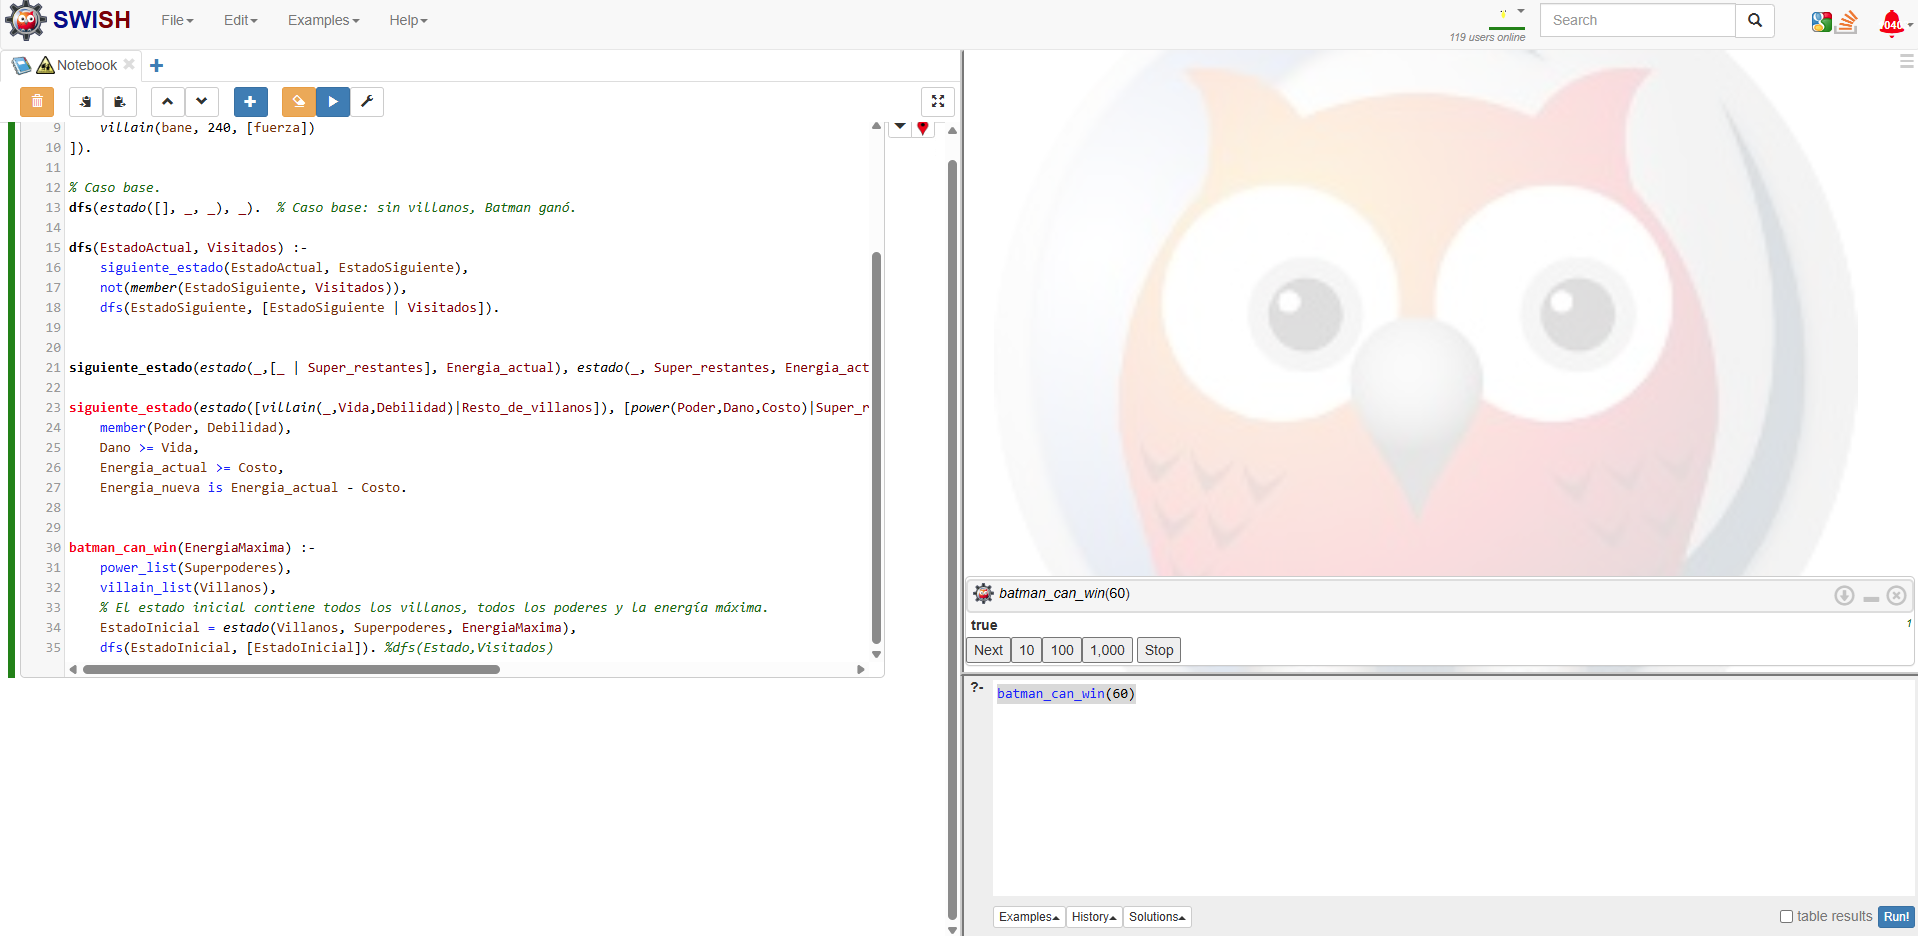 SWISH File Edit Examples Help
119 users online
Search
Notebook
9 villain(bane, 240, [fuerza])
10 ]).
11
12 % Caso base.
13 dfs(estado([], _, _), _).  % Caso base: sin villanos, Batman ganó.
14
15 dfs(EstadoActual, Visitados) :-
16 siguiente_estado(EstadoActual, EstadoSiguiente),
17 not(member(EstadoSiguiente, Visitados)),
18 dfs(EstadoSiguiente, [EstadoSiguiente | Visitados]).
19
20
21 siguiente_estado(estado(_,[_ | Super_restantes], Energia_actual), estado(_, Super_restantes, Energia_act
22
23 siguiente_estado(estado([villain(_,Vida,Debilidad)|Resto_de_villanos]), [power(Poder,Dano,Costo)|Super_r
24 member(Poder, Debilidad),
25 Dano >= Vida,
26 Energia_actual >= Costo,
27 Energia_nueva is Energia_actual - Costo.
28
29
30 batman_can_win(EnergiaMaxima) :-
31 power_list(Superpoderes),
32 villain_list(Villanos),
33 % El estado inicial contiene todos los villanos, todos los poderes y la energía máxima.
34 EstadoInicial = estado(Villanos, Superpoderes, EnergiaMaxima),
35 dfs(EstadoInicial, [EstadoInicial]). %dfs(Estado,Visitados)
batman_can_win(60)
true 1
Next 10 100 1,000 Stop
?- batman_can_win(60)
Examples History Solutions table results Run!